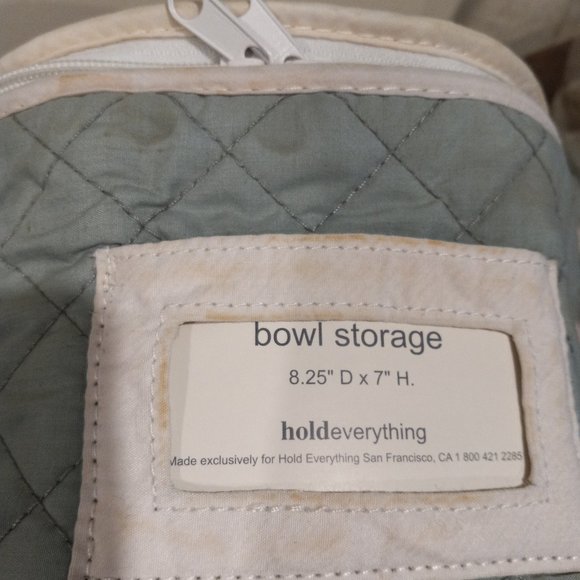 bowl storage
8.25" D x 7" H.
holdeverything
Made exclusively for Hold Everything San Francisco, CA 1 800 421 2285